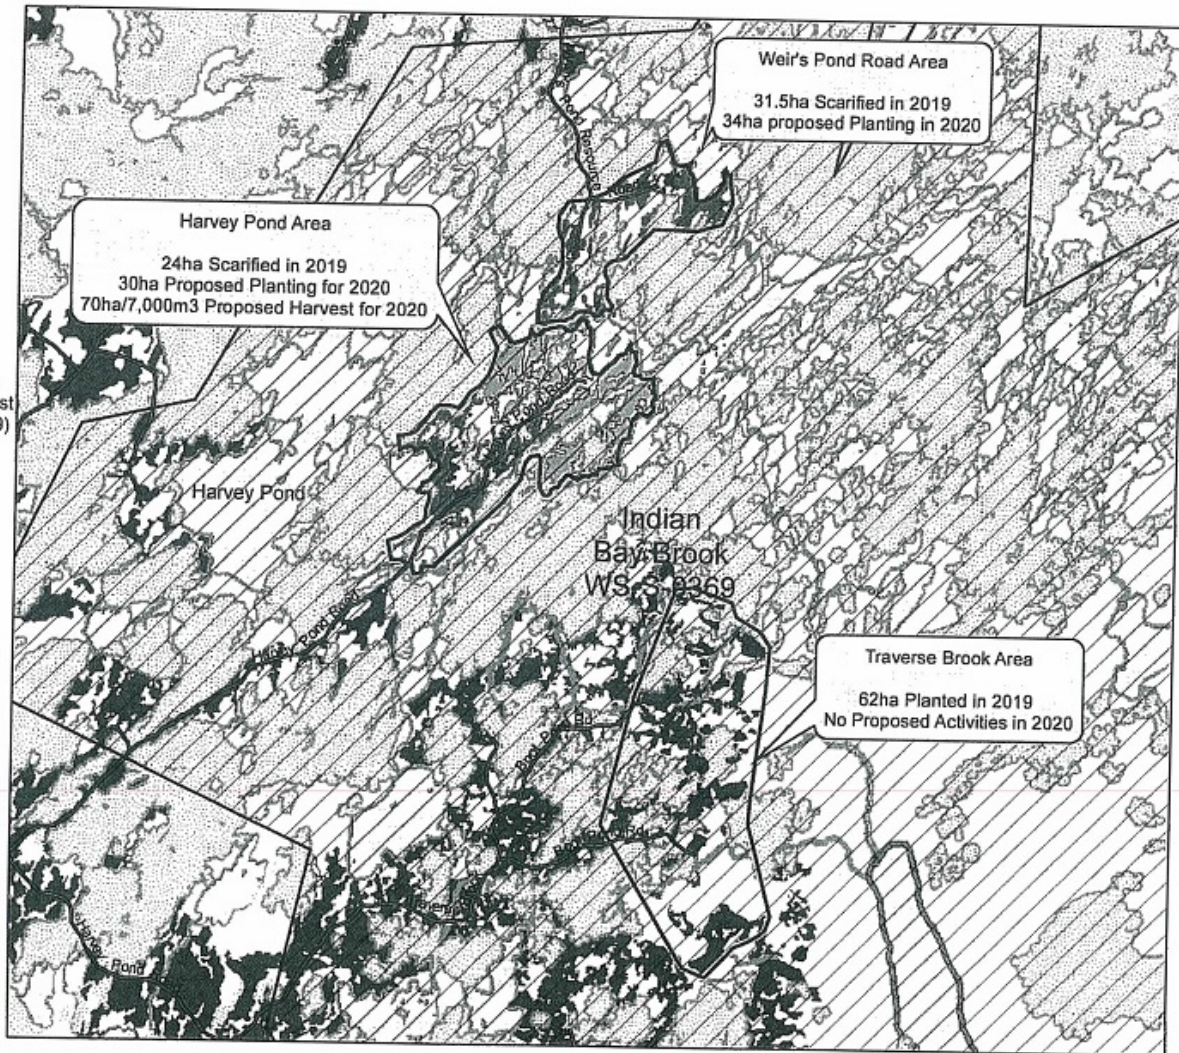 Weir's Pond Road Area
31.5ha Scarified in 2019
34ha proposed Planting in 2020
Harvey Pond Area
24ha Scarified in 2019
30ha Proposed Planting for 2020
70ha/7,000m3 Proposed Harvest for 2020
Harvey Pond
Indian
Bay Brook
WS-S-0369
Harvey Pond Road
Traverse Brook Area
62ha Planted in 2019
No Proposed Activities in 2020
Pond